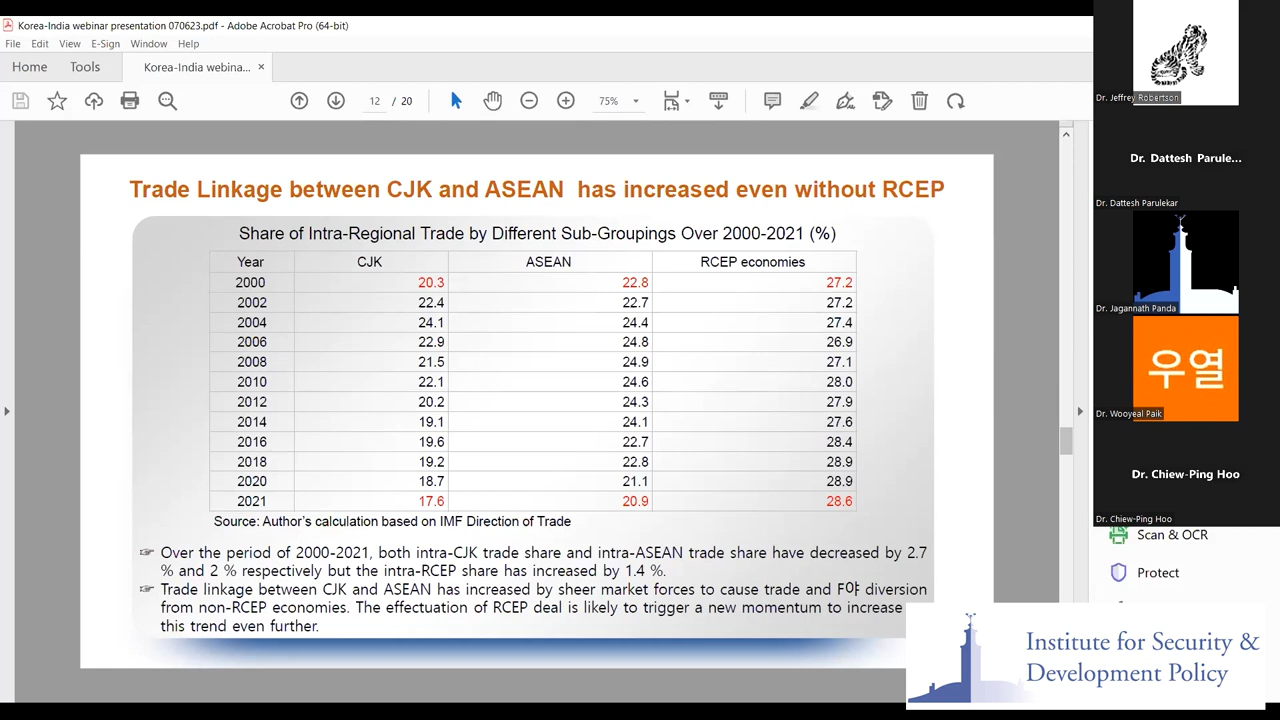 Korea-India webinar presentation 070623.pdf - Adobe Acrobat Pro (64-bit)
File Edit View E-Sign Window Help
Home Tools Korea-India webina... ×
12 / 20 75%
Trade Linkage between CJK and ASEAN has increased even without RCEP
Share of Intra-Regional Trade by Different Sub-Groupings Over 2000-2021 (%)
Year CJK ASEAN RCEP economies
2000 20.3 22.8 27.2
2002 22.4 22.7 27.2
2004 24.1 24.4 27.4
2006 22.9 24.8 26.9
2008 21.5 24.9 27.1
2010 22.1 24.6 28.0
2012 20.2 24.3 27.9
2014 19.1 24.1 27.6
2016 19.6 22.7 28.4
2018 19.2 22.8 28.9
2020 18.7 21.1 28.9
2021 17.6 20.9 28.6
Source: Author's calculation based on IMF Direction of Trade
☞ Over the period of 2000-2021, both intra-CJK trade share and intra-ASEAN trade share have decreased by 2.7
% and 2 % respectively but the intra-RCEP share has increased by 1.4 %.
☞ Trade linkage between CJK and ASEAN has increased by sheer market forces to cause trade and F야 diversion
from non-RCEP economies. The effectuation of RCEP deal is likely to trigger a new momentum to increase
this trend even further.
Dr. Jeffrey Robertson
Dr. Dattesh Parule...
Dr. Dattesh Parulekar
Dr. Jagannath Panda
우열
Dr. Wooyeal Paik
Dr. Chiew-Ping Hoo
Dr. Chiew-Ping Hoo
Scan & OCR
Protect
Institute for Security &
Development Policy